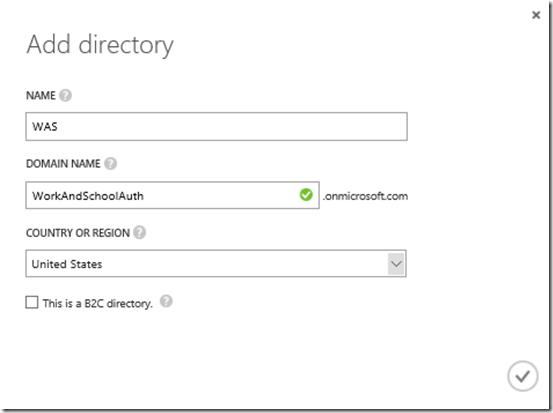 Add directory
NAME ?
WAS
DOMAIN NAME ?
WorkAndSchoolAuth .onmicrosoft.com
COUNTRY OR REGION ?
United States
This is a B2C directory. ?